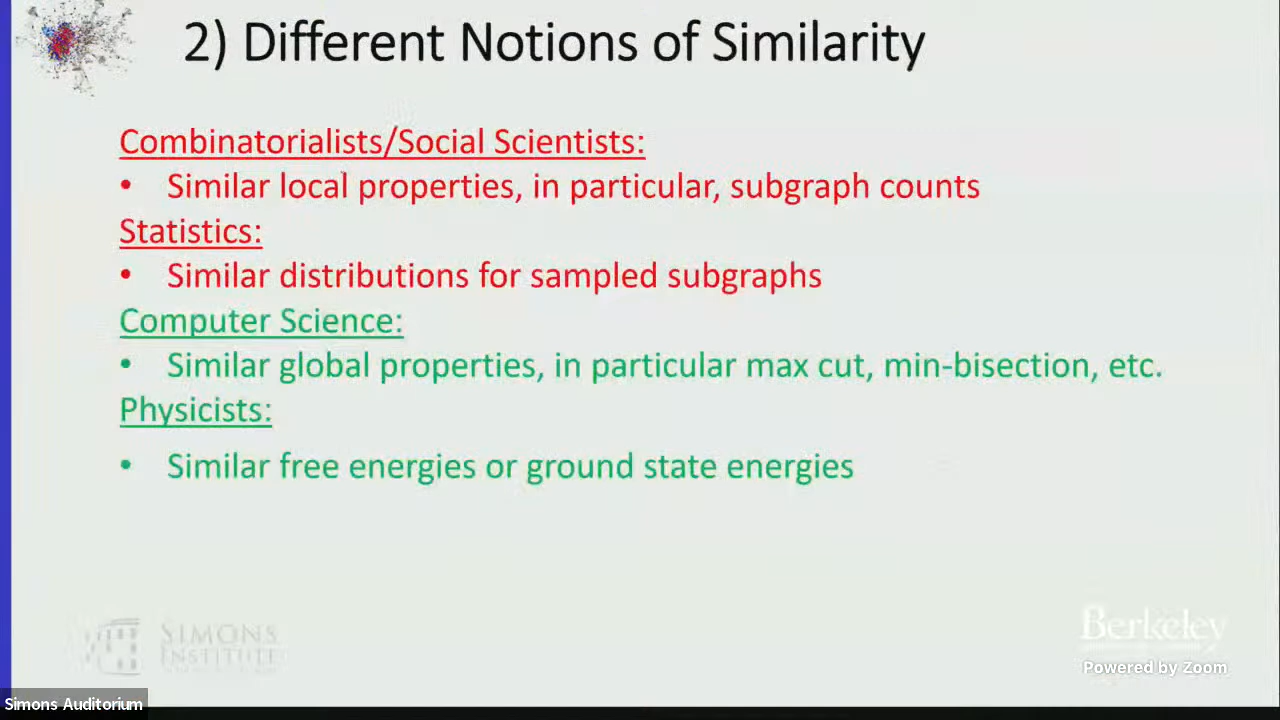 2) Different Notions of Similarity
Combinatorialists/Social Scientists:
• Similar local properties, in particular, subgraph counts
Statistics:
• Similar distributions for sampled subgraphs
Computer Science:
• Similar global properties, in particular max cut, min-bisection, etc.
Physicists:
• Similar free energies or ground state energies
SIMONS
INSTITUTE
Berkeley
Powered by Zoom
Simons Auditorium